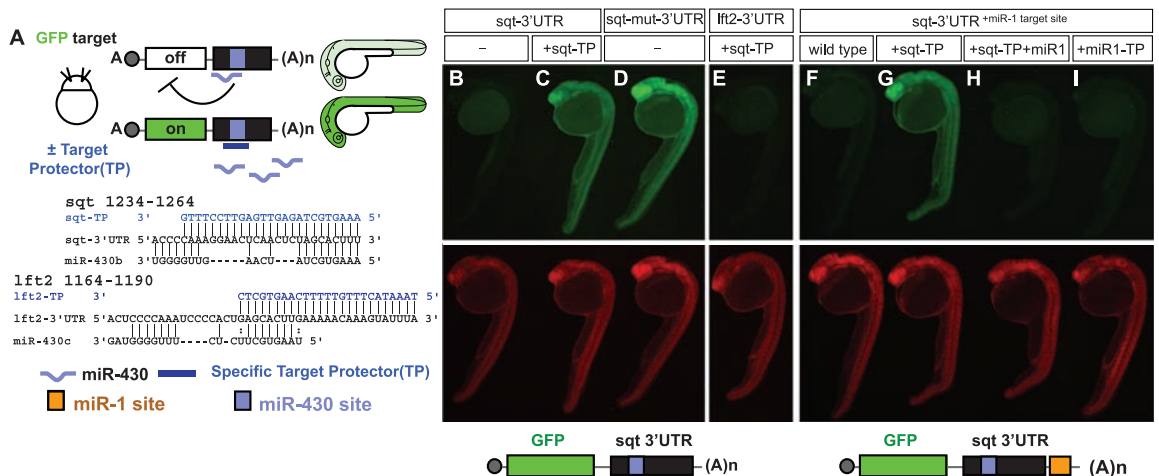 A GFP target
A off (A)n
A on (A)n
± Target
Protector(TP)
sqt 1234-1264
sqt-TP 3' GTTTCCTTGAGTTGAGATCGTGAAA 5'
sqt-3'UTR 5'ACCCCAAAGGAACUCAACUCUAGCACUUU 3'
miR-430b 3'UGGGGUUG-----AACU---AUCGUGAAA 5'
lft2 1164-1190
lft2-TP 3' CTCGTGAACTTTTTGTTTCATAAAT 5'
lft2-3'UTR 5'ACUCCCCAAAUCCCCACUGAGCACUUGAAAAACAAAGUAUUUA 3'
: :
miR-430c 3'GAUGGGGUUU----CU-CUUCGUGAAU 5'
miR-430 Specific Target Protector(TP)
miR-1 site miR-430 site
sqt-3'UTR sqt-mut-3'UTR lft2-3'UTR sqt-3'UTR +miR-1 target site
– +sqt-TP – +sqt-TP wild type +sqt-TP +sqt-TP+miR1 +miR1-TP
B C D E F G H I
GFP sqt 3'UTR
(A)n
GFP sqt 3'UTR
(A)n